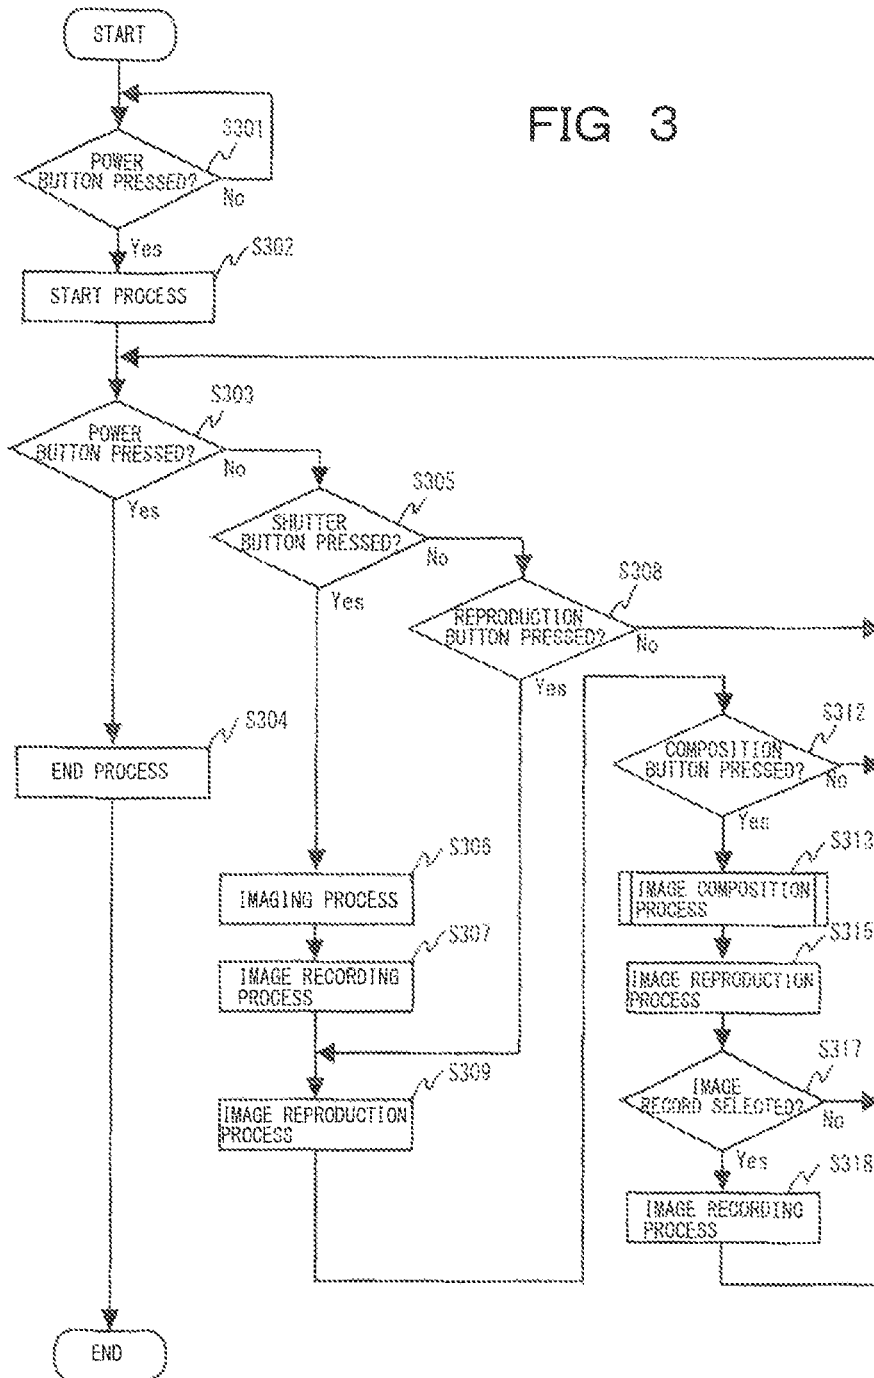 START
FIG 3
S301
POWER
BUTTON PRESSED?
No
Yes
S302
START PROCESS
S303
POWER
BUTTON PRESSED?
No
Yes
S305
SHUTTER
BUTTON PRESSED?
No
Yes
S308
REPRODUCTION
BUTTON PRESSED?
No
Yes
S304
END PROCESS
S312
COMPOSITION
BUTTON PRESSED?
No
Yes
S306
IMAGING PROCESS
S307
IMAGE RECORDING
PROCESS
S309
IMAGE REPRODUCTION
PROCESS
S313
IMAGE COMPOSITION
PROCESS
IMAGE REPRODUCTION
PROCESS
S317
IMAGE
RECORD SELECTED?
No
Yes
S318
IMAGE RECORDING
PROCESS
END